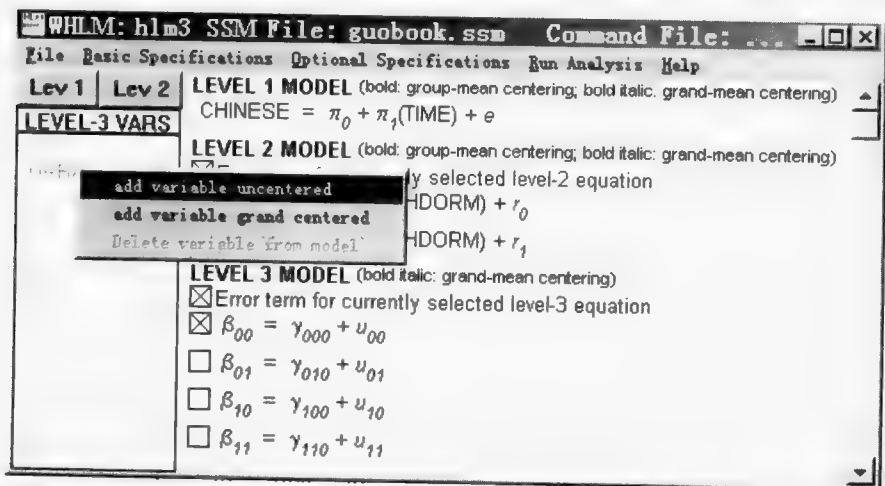 WHLM: hlm3 SSM File: guobook.ssm Command File: ...
File Basic Specifications Optional Specifications Run Analysis Help
Lev 1 Lev 2
LEVEL-3 VARS
LEVEL 1 MODEL (bold: group-mean centering; bold italic. grand-mean centering)
CHINESE = π₀ + π₁(TIME) + e
LEVEL 2 MODEL (bold: group-mean centering; bold italic: grand-mean centering)
y selected level-2 equation
HDORM) + r₀
HDORM) + r₁
add variable uncentered
add variable grand centered
Delete variable from model
LEVEL 3 MODEL (bold italic: grand-mean centering)
Error term for currently selected level-3 equation
β₀₀ = γ₀₀₀ + u₀₀
β₀₁ = γ₀₁₀ + u₀₁
β₁₀ = γ₁₀₀ + u₁₀
β₁₁ = γ₁₁₀ + u₁₁